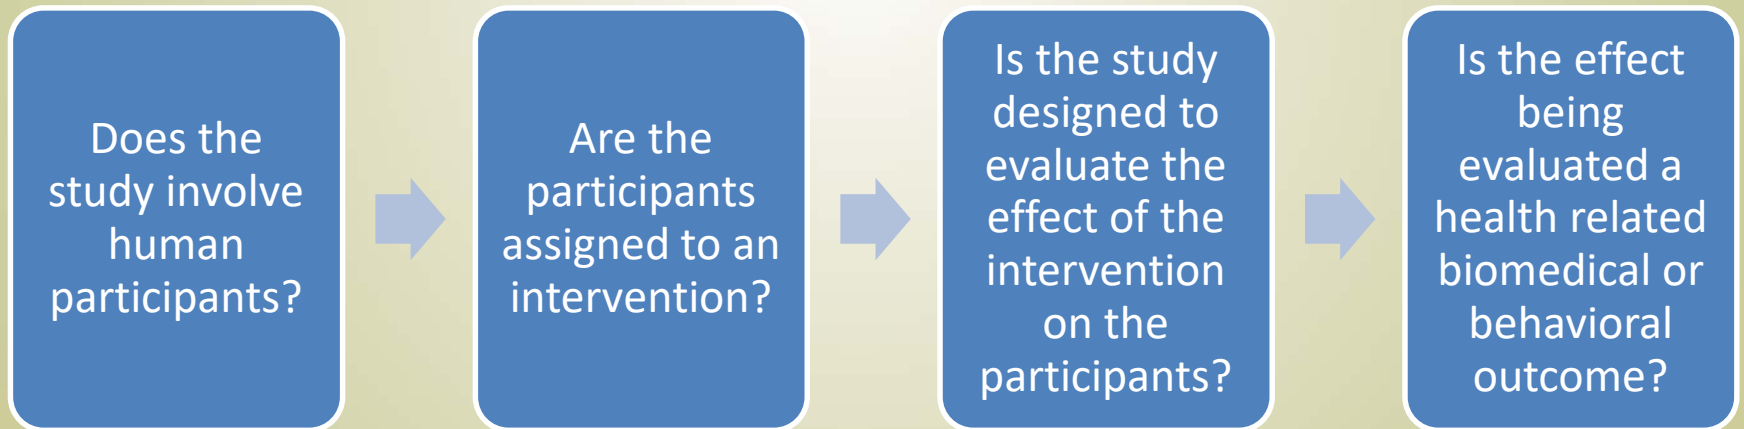 Does the
study involve
human
participants?
Are the
participants
assigned to an
intervention?
Is the study
designed to
evaluate the
effect of the
intervention
on the
participants?
Is the effect
being
evaluated a
health related
biomedical or
behavioral
outcome?